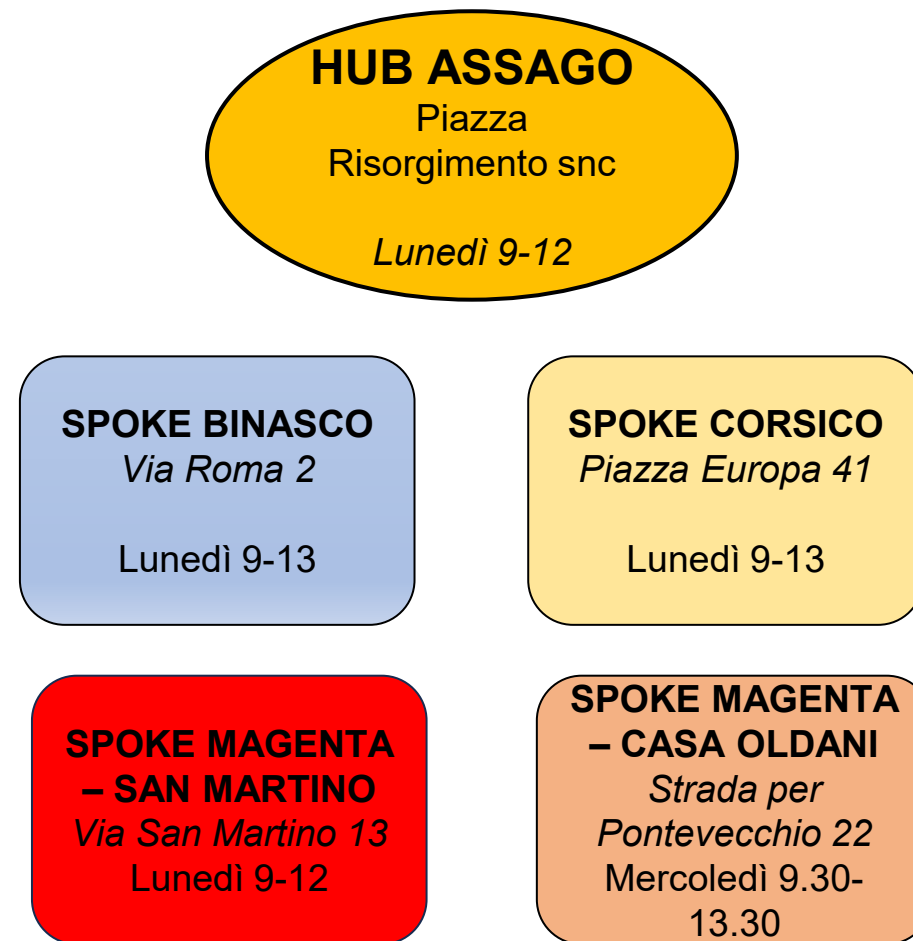 HUB ASSAGO
Piazza
Risorgimento snc
Lunedì 9-12
SPOKE BINASCO
Via Roma 2
Lunedì 9-13
SPOKE CORSICO
Piazza Europa 41
Lunedì 9-13
SPOKE MAGENTA
– SAN MARTINO
Via San Martino 13
Lunedì 9-12
SPOKE MAGENTA
– CASA OLDANI
Strada per
Pontevecchio 22
Mercoledì 9.30-
13.30